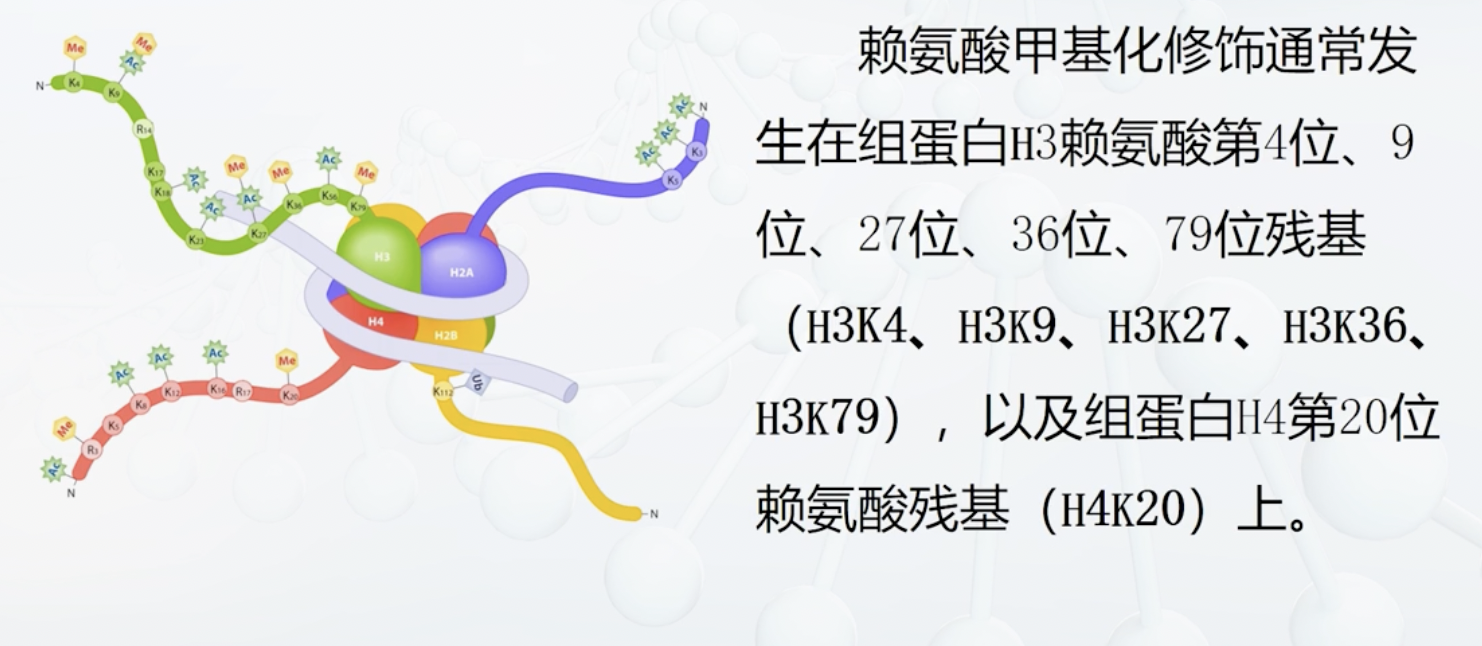 赖氨酸甲基化修饰通常发
生在组蛋白H3赖氨酸第4位、9
位、27位、36位、79位残基
（H3K4、H3K9、H3K27、H3K36、
H3K79），以及组蛋白H4第20位
赖氨酸残基（H4K20）上。
Me
Me
Ac
N
K4
K9
R14
K17
K18
Ac
Ac
K23
Me
Ac
K27
Me
K36
Ac
K56
Me
K79
H3
H2A
H4
H2B
Ac
Ac
Ac
N
K5
K5
Ac
Ac
Ac
Me
K8
K12
K16
R17
K20
Me
K5
R3
Ac
N
K112
Ub
N